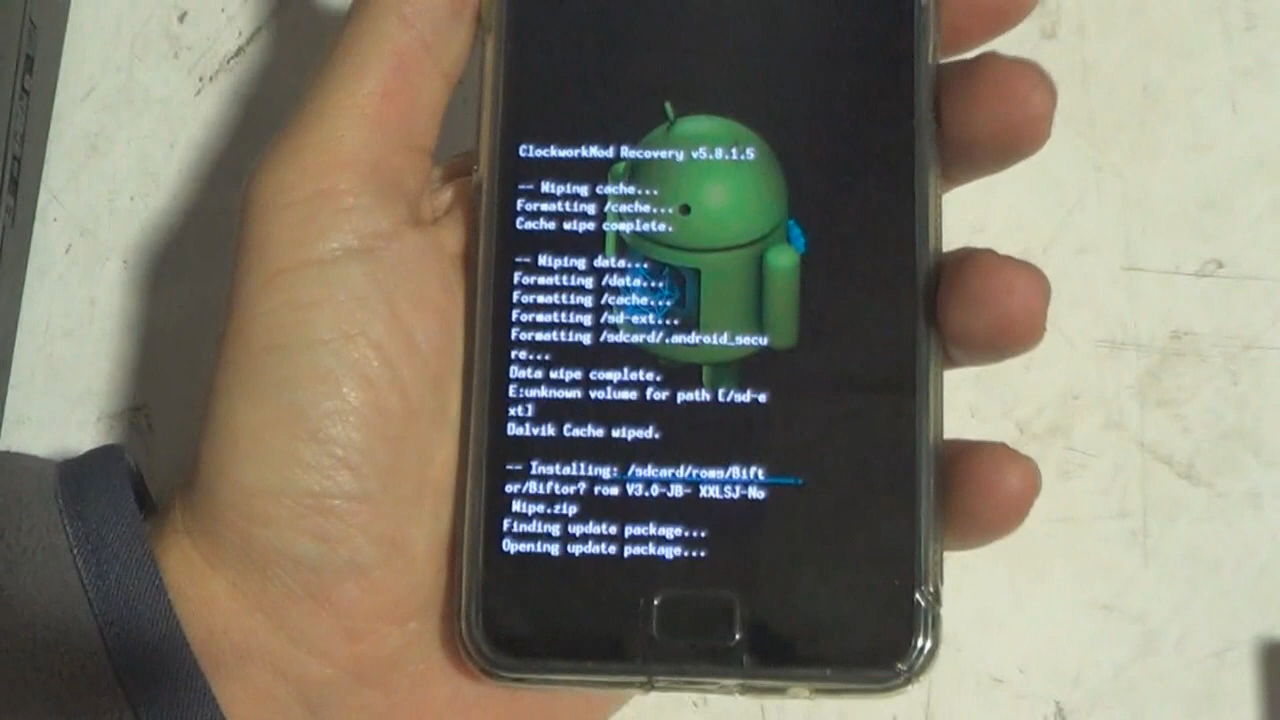 ClockworkMod Recovery v5.8.1.5
-- Wiping cache...
Formatting /cache...
Cache wipe complete.
-- Wiping data...
Formatting /data...
Formatting /cache...
Formatting /sd-ext...
Formatting /sdcard/.android_secu
re...
Data wipe complete.
E:unknown volume for path [/sd-e
xt]
Dalvik Cache wiped.
-- Installing: /sdcard/roms/Bift
or/Biftor? rom V3.0-JB- XXLSJ-No
Wipe.zip
Finding update package...
Opening update package...